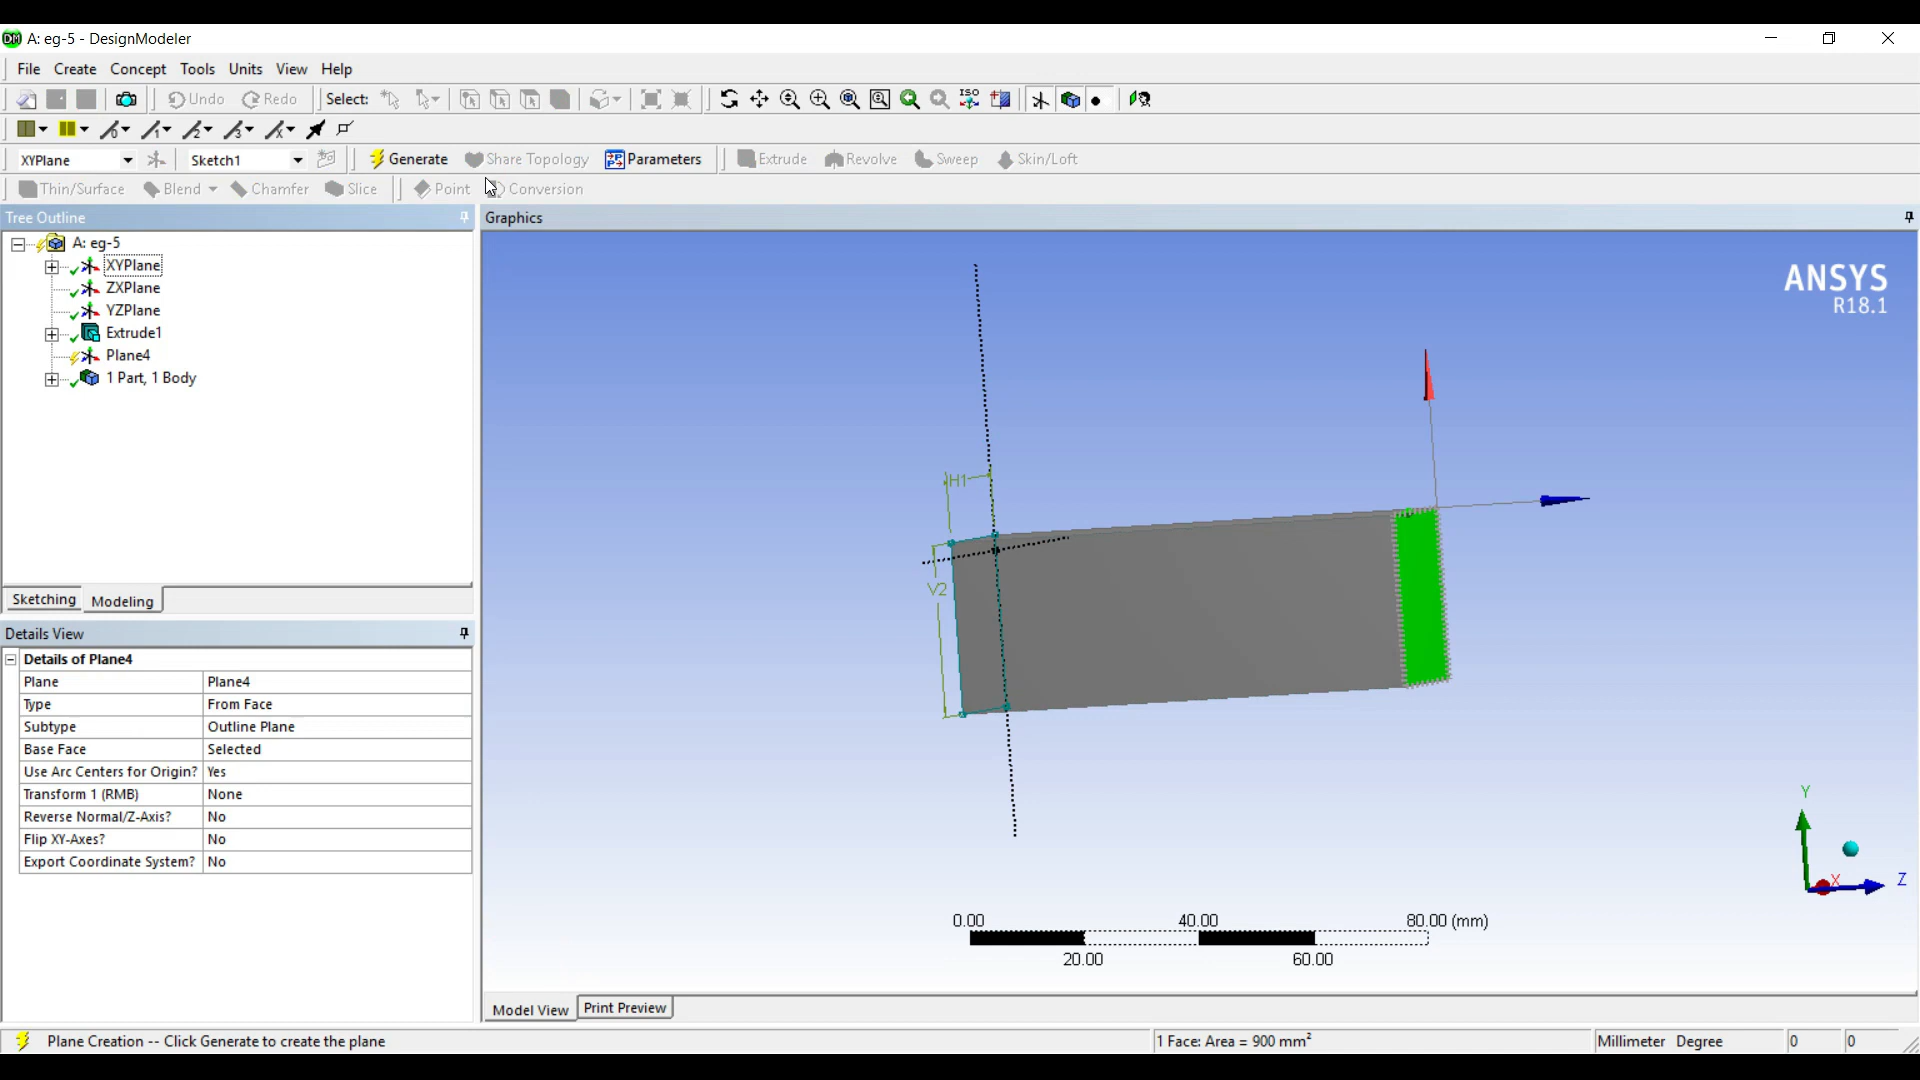 DM A: eg-5 - DesignModeler
File Create Concept Tools Units View Help
Undo Redo Select: ISO
XYPlane Sketch1 Generate Share Topology Parameters Extrude Revolve Sweep Skin/Loft
Thin/Surface Blend Chamfer Slice Point Conversion
Tree Outline
A: eg-5
XYPlane
ZXPlane
YZPlane
Extrude1
Plane4
1 Part, 1 Body
Sketching Modeling
Details View
Details of Plane4
Plane Plane4
Type From Face
Subtype Outline Plane
Base Face Selected
Use Arc Centers for Origin? Yes
Transform 1 (RMB) None
Reverse Normal/Z-Axis? No
Flip XY-Axes? No
Export Coordinate System? No
Graphics
ANSYS
R18.1
H1
V2
Y
X Z
0.00 40.00 80.00 (mm)
20.00 60.00
Model View Print Preview
Plane Creation -- Click Generate to create the plane 1 Face: Area = 900 mm² Millimeter Degree 0 0